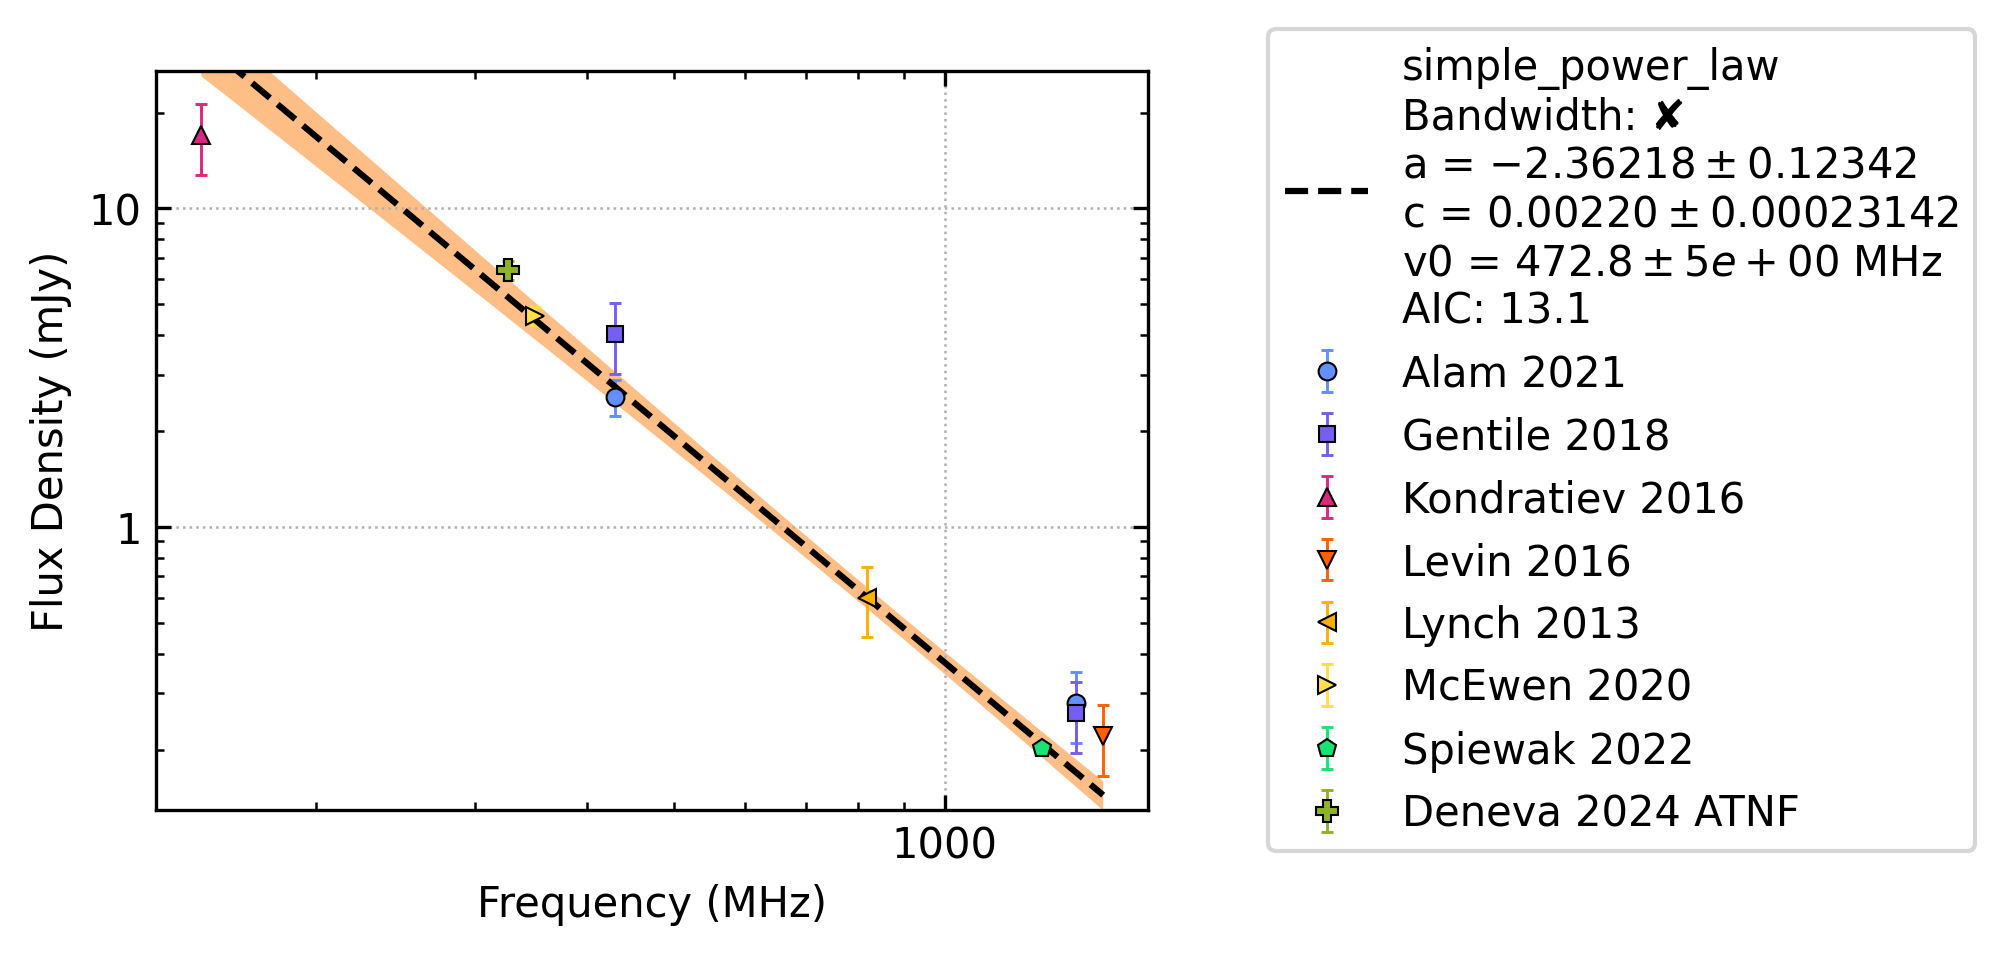 10
1
1000
Flux Density (mJy)
Frequency (MHz)
simple_power_law
Bandwidth: ✘
a = −2.36218 ± 0.12342
c = 0.00220 ± 0.00023142
v0 = 472.8 ± 5e + 00 MHz
AIC: 13.1
Alam 2021
Gentile 2018
Kondratiev 2016
Levin 2016
Lynch 2013
McEwen 2020
Spiewak 2022
Deneva 2024 ATNF